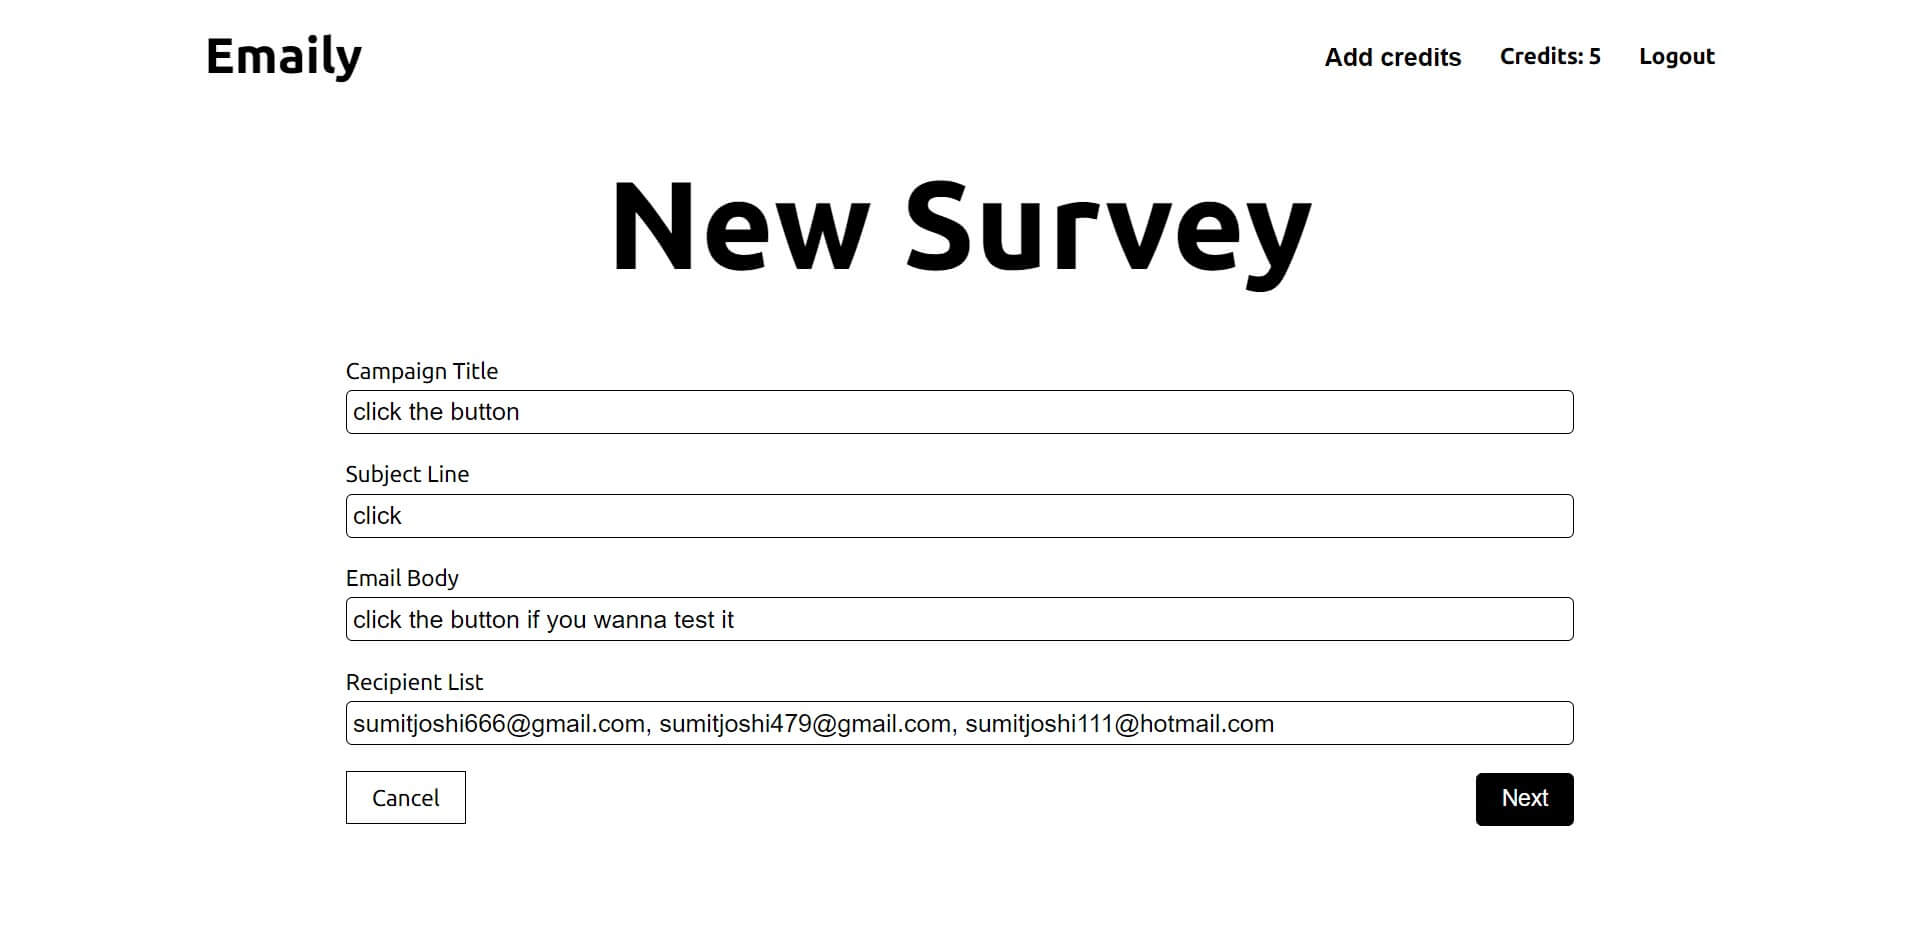 Emaily
Add credits Credits: 5 Logout
New Survey
Campaign Title
click the button
Subject Line
click
Email Body
click the button if you wanna test it
Recipient List
sumitjoshi666@gmail.com, sumitjoshi479@gmail.com, sumitjoshi111@hotmail.com
Cancel Next